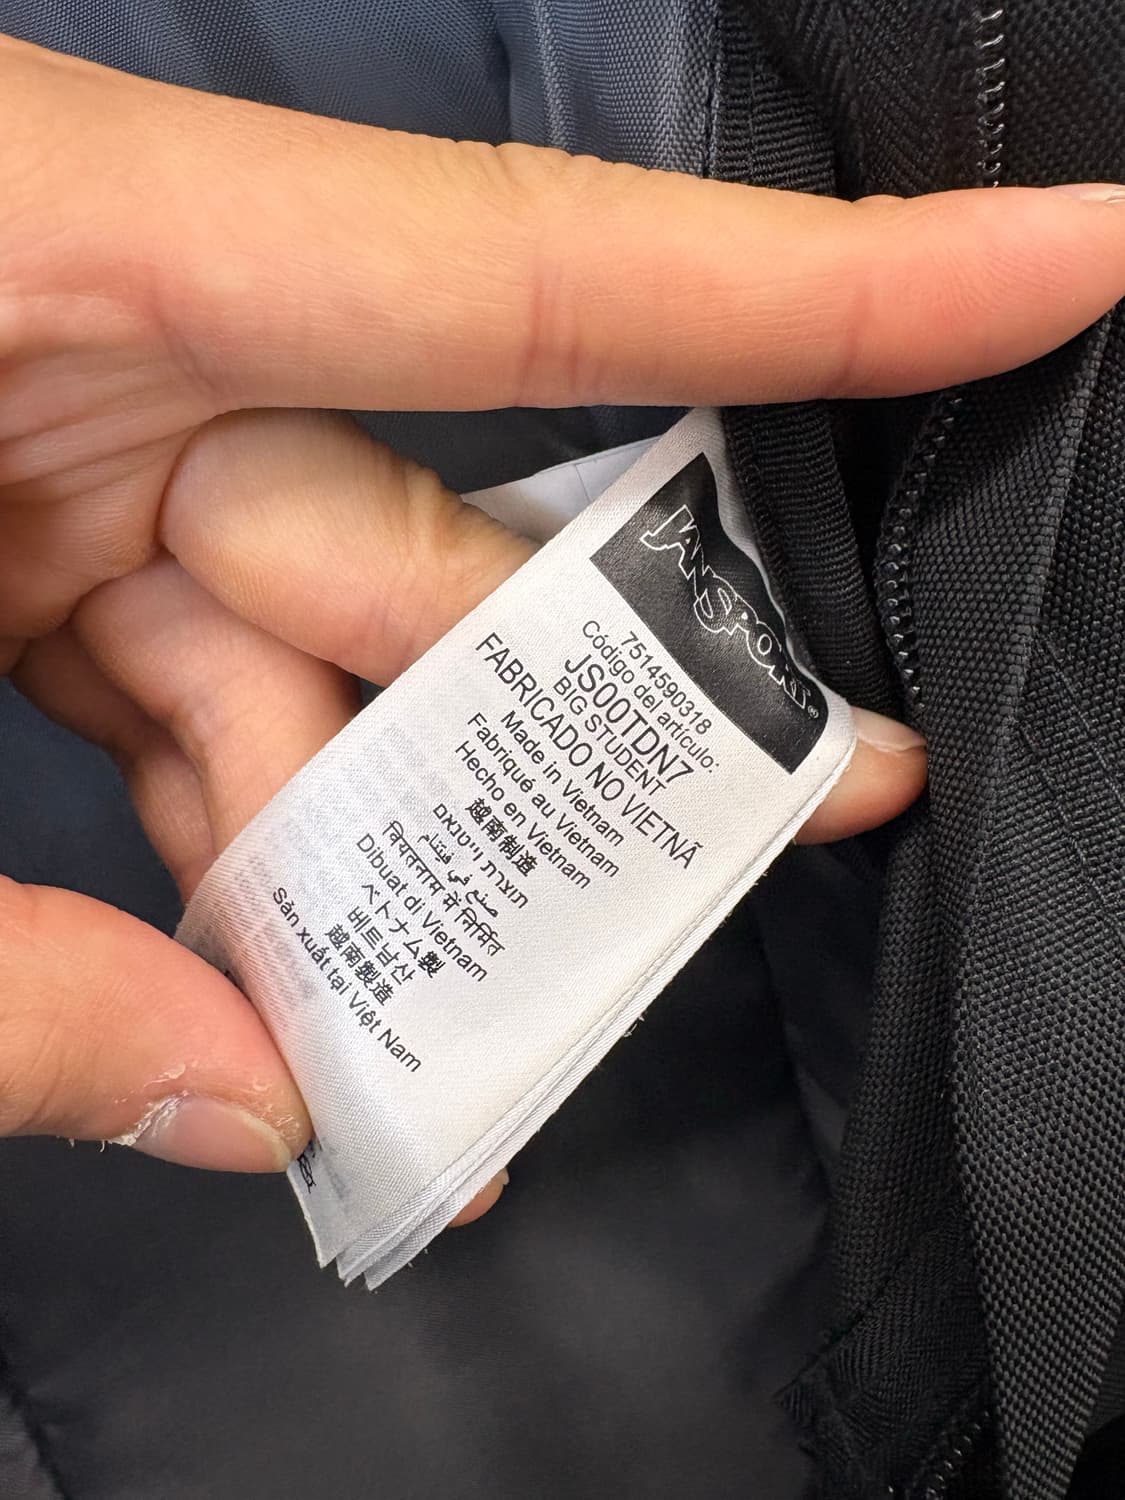 JANSPORT®
7514590318
Código del artículo:
JS00TDN7
BIG STUDENT
FABRICADO NO VIETNÃ
Made in Vietnam
Fabriqué au Vietnam
Hecho en Vietnam
越南制造
תוצרת וייטנאם
صنع في فيتنام
वियतनाम में निर्मित
Dibuat di Vietnam
ベトナム製
베트남산
越南製造
Sản xuất tại Việt Nam